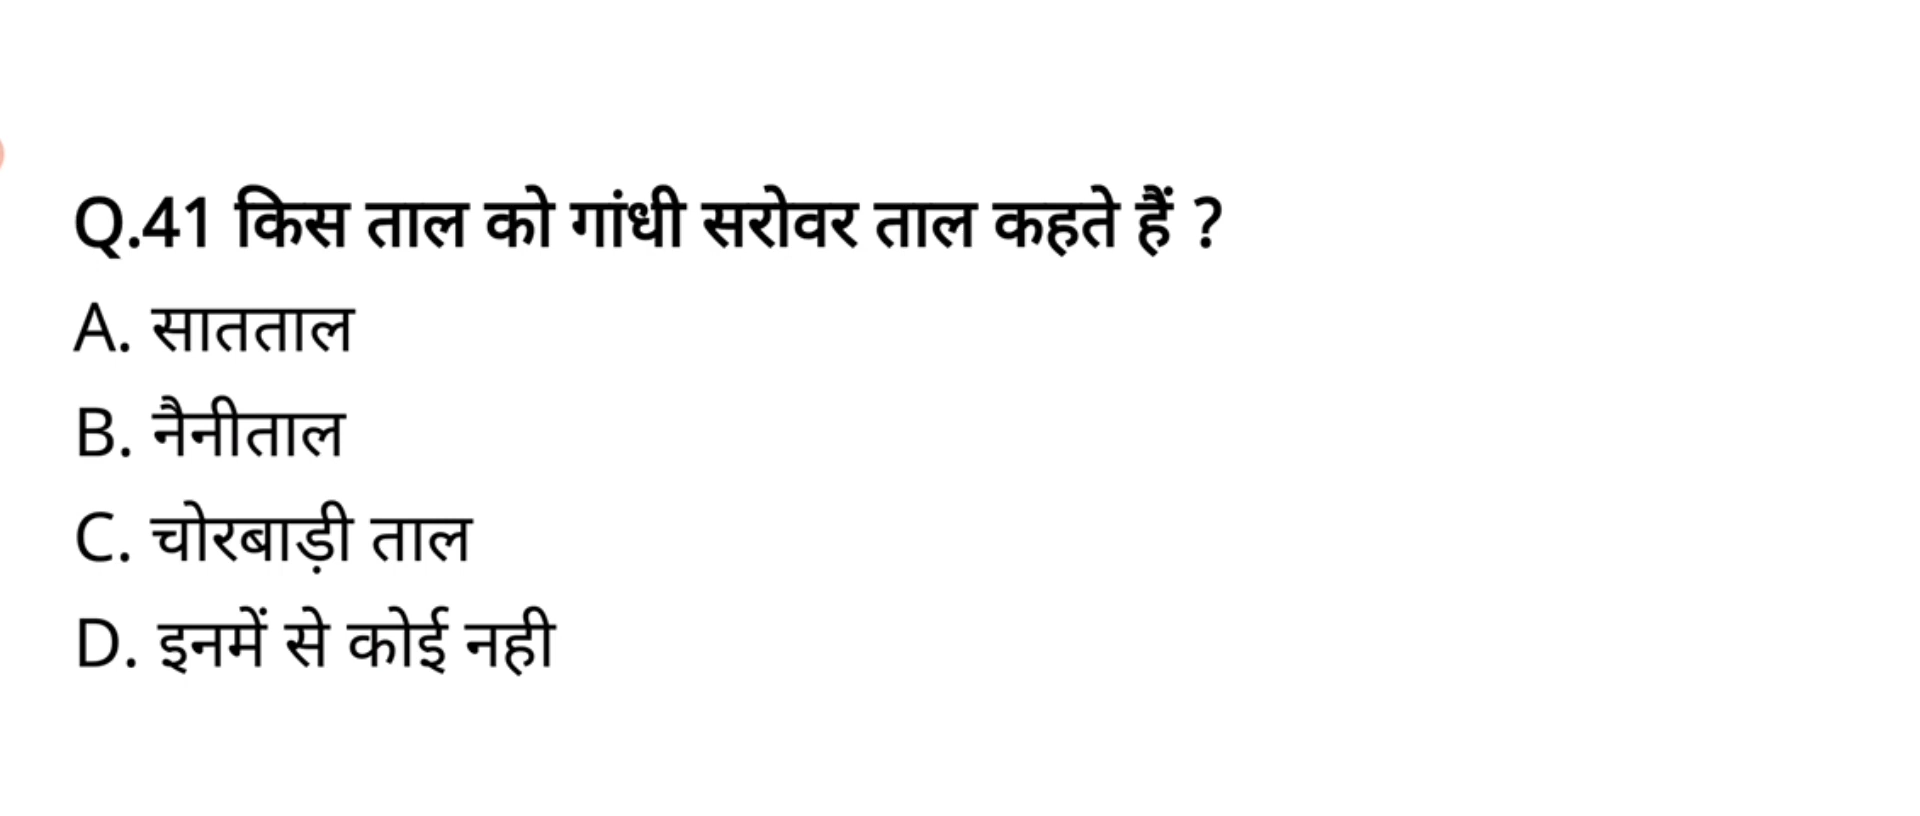 Q.41 किस ताल को गांधी सरोवर ताल कहते हैं ?
A. सातताल
B. नैनीताल
C. चोरबाड़ी ताल
D. इनमें से कोई नही